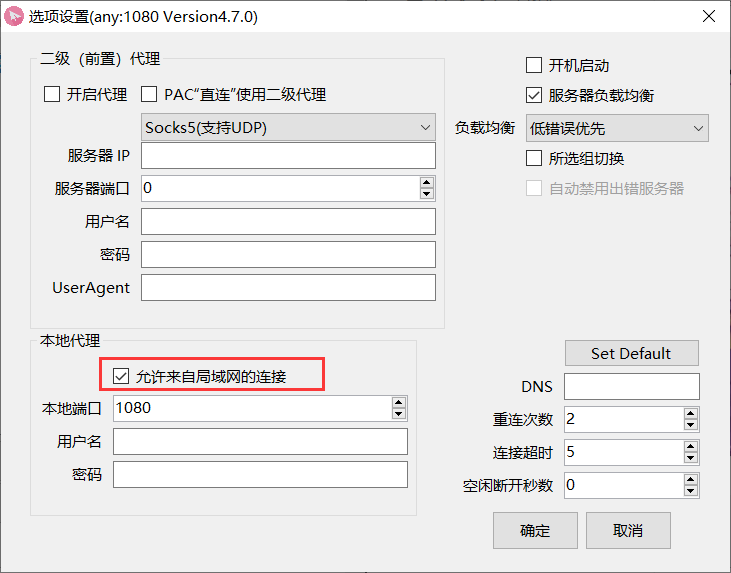 选项设置(any:1080 Version4.7.0)
二级（前置）代理
开启代理
PAC“直连”使用二级代理
Socks5(支持UDP)
服务器 IP
服务器端口
0
用户名
密码
UserAgent
开机启动
服务器负载均衡
负载均衡
低错误优先
所选组切换
自动禁用出错服务器
本地代理
允许来自局域网的连接
本地端口
1080
用户名
密码
Set Default
DNS
重连次数
2
连接超时
5
空闲断开秒数
0
确定
取消